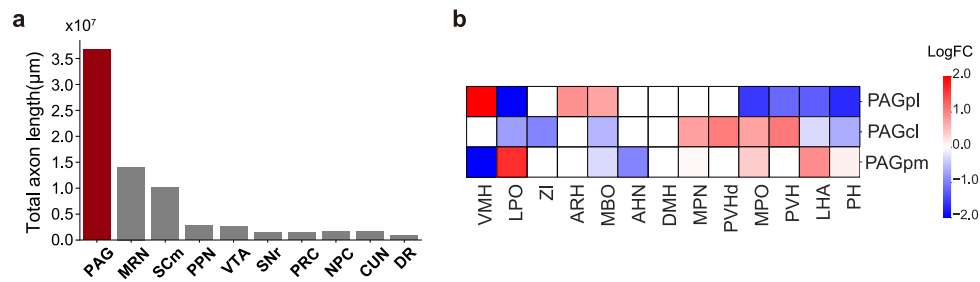 a
x10⁷
Total axon length(μm)
3.5
3.0
2.5
2.0
1.5
1.0
0.5
0.0
PAG
MRN
SCm
PPN
VTA
SNr
PRC
NPC
CUN
DR
b
LogFC
2.0
1.0
0.0
−1.0
−2.0
PAGpl
PAGcl
PAGpm
VMH
LPO
ZI
ARH
MBO
AHN
DMH
MPN
PVHd
MPO
PVH
LHA
PH